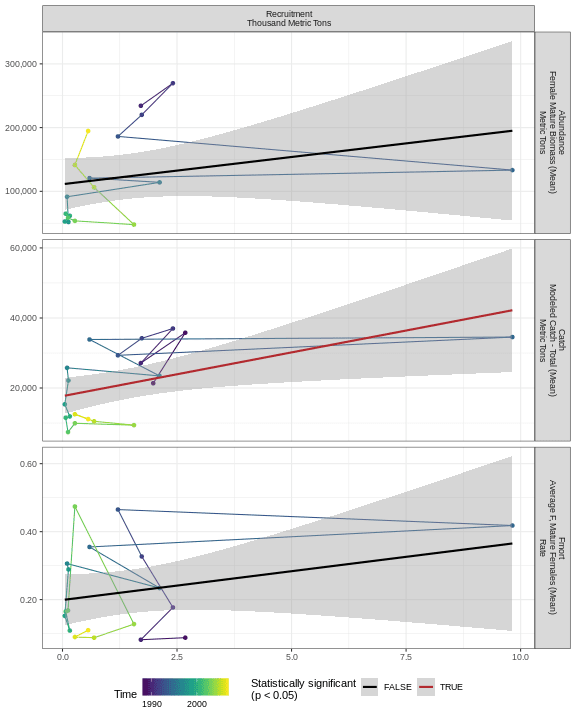 Recruitment
Thousand Metric Tons
300,000
200,000
100,000
Abundance
Female Mature Biomass (Mean)
Metric Tons
60,000
40,000
20,000
Catch
Modeled Catch - Total (Mean)
Metric Tons
0.60
0.40
0.20
Fmort
Average F, Mature Females (Mean)
Rate
0.0
2.5
5.0
7.5
10.0
Time
1990
2000
Statistically significant
(p < 0.05)
FALSE
TRUE